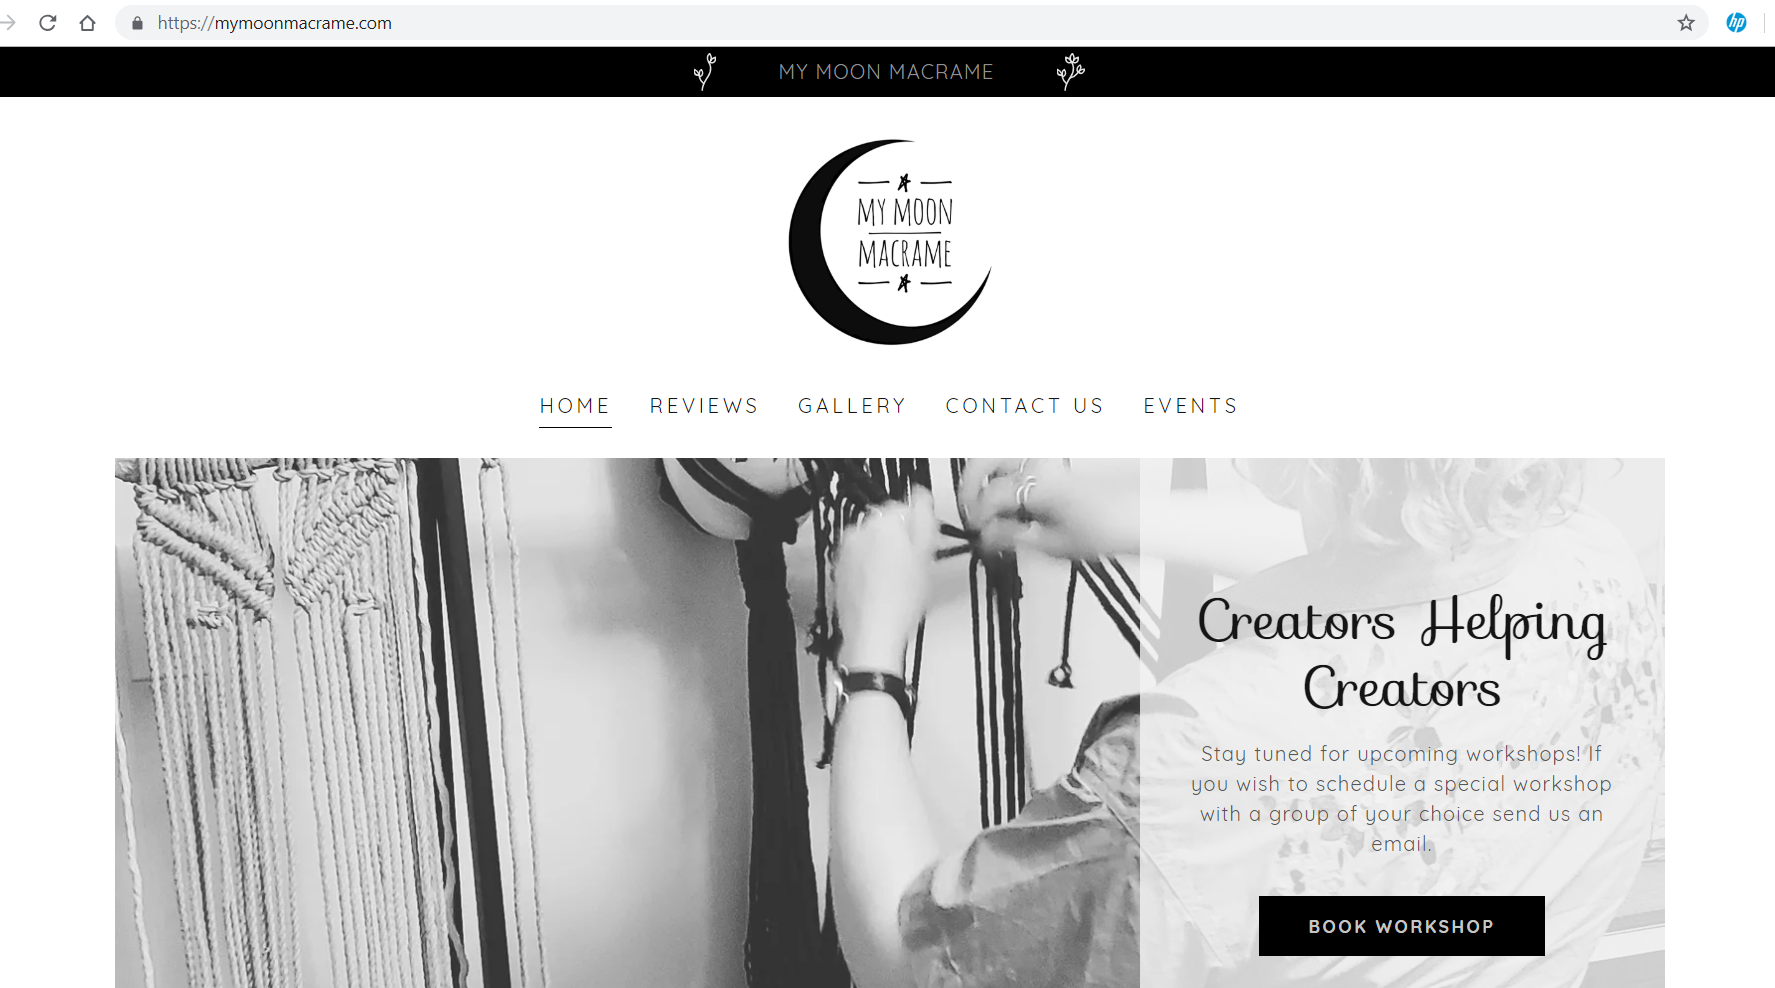 https://mymoonmacrame.com
hp
MY MOON MACRAME
MY MOON
MACRAME
HOME REVIEWS GALLERY CONTACT US EVENTS
Creators Helping
Creators
Stay tuned for upcoming workshops! If
you wish to schedule a special workshop
with a group of your choice send us an
email.
BOOK WORKSHOP